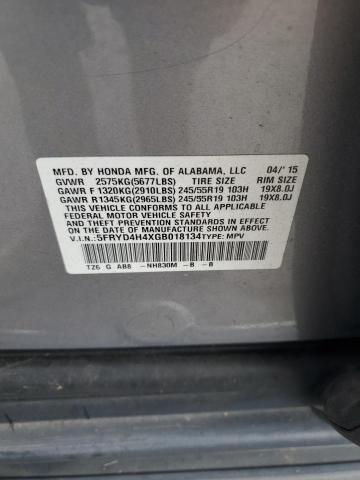 MFD. BY HONDA MFG. OF ALABAMA, LLC 04/'15
GVWR 2575KG(5677LBS) TIRE SIZE RIM SIZE
GAWR F 1320KG(2910LBS) 245/55R19 103H 19X8.0J
GAWR R 1345KG(2965LBS) 245/55R19 103H 19X8.0J
THIS VEHICLE CONFORMS TO ALL APPLICABLE
FEDERAL MOTOR VEHICLE SAFETY AND THEFT
PREVENTION STANDARDS IN EFFECT ON THE
DATE OF MANUFACTURE SHOWN ABOVE.
V.I.N.: 5FRYD4H4XGB018134 TYPE: MPV
TZ6 G AB8 -NH830M -B -B